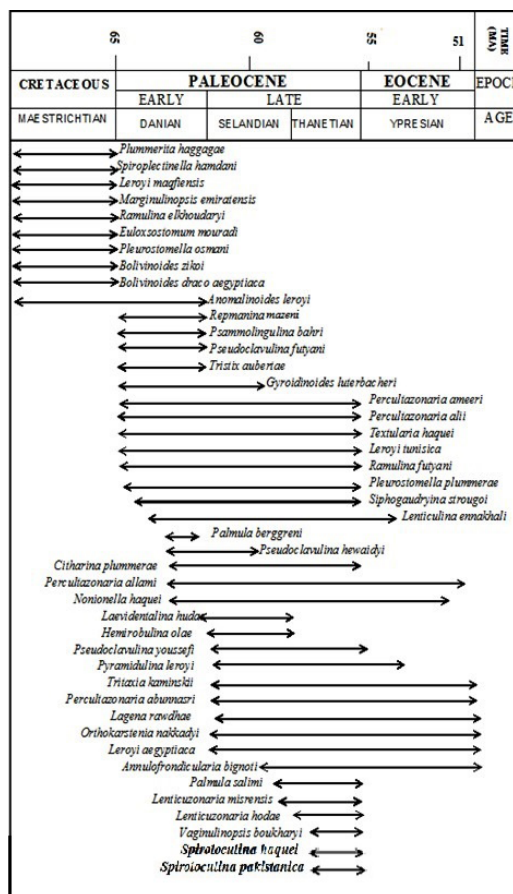 65 60 55 51 TIME (MA)
CRETACEOUS PALEOCENE EOCENE EPOC
EARLY LATE EARLY
MAESTRICHTIAN DANIAN SELANDIAN THANETIAN YPRESIAN AGE
Plummerita haggagae
Spiroplectinella hamdani
Leroyi maqfiensis
Marginulinopsis emiratensis
Ramulina elkhoudaryi
Euloxsostomum mouradi
Pleurostomella osmani
Bolivinoides zikoi
Bolivinoides draco aegyptiaca
Anomalinoides leroyi
Repmanina mazeni
Psammolingulina bahri
Pseudoclavulina futyani
Tristix aubertae
Gyroidinoides luterbacheri
Percultazonaria ameeri
Percultazonaria alii
Textularia haquei
Leroyi tunisica
Ramulina futyani
Pleurostomella plummerae
Siphogaudryina strougoi
Lenticulina ennakhali
Palmula berggreni
Pseudoclavulina hewaidyi
Citharina plummerae
Percultazonaria allami
Nonionella haquei
Laevidentalina hudae
Hemirobulina olae
Pseudoclavulina youssefi
Pyramidulina leroyi
Tritaxia kaminskii
Percultazonaria abunnasri
Lagena rawdhae
Orthokarstenia nakkadyi
Leroyi aegyptiaca
Annulofrondicularia bignoti
Palmula salimi
Lenticuzonaria misrensis
Lenticuzonaria hodae
Vaginulinopsis boukharyi
Spiroloculina haquei
Spiroloculina pakistanica